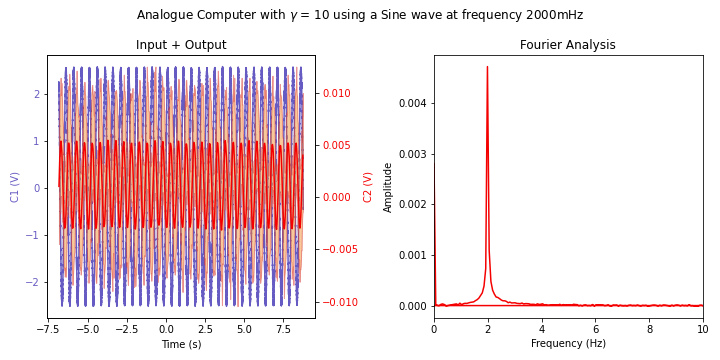 Analogue Computer with γ = 10 using a Sine wave at frequency 2000mHz
Input + Output
Fourier Analysis
C1 (V)
2
1
0
−1
−2
0.010
0.005
0.000
−0.005
−0.010
C2 (V)
−7.5 −5.0 −2.5 0.0 2.5 5.0 7.5
Time (s)
Amplitude
0.004
0.003
0.002
0.001
0.000
0 2 4 6 8 10
Frequency (Hz)